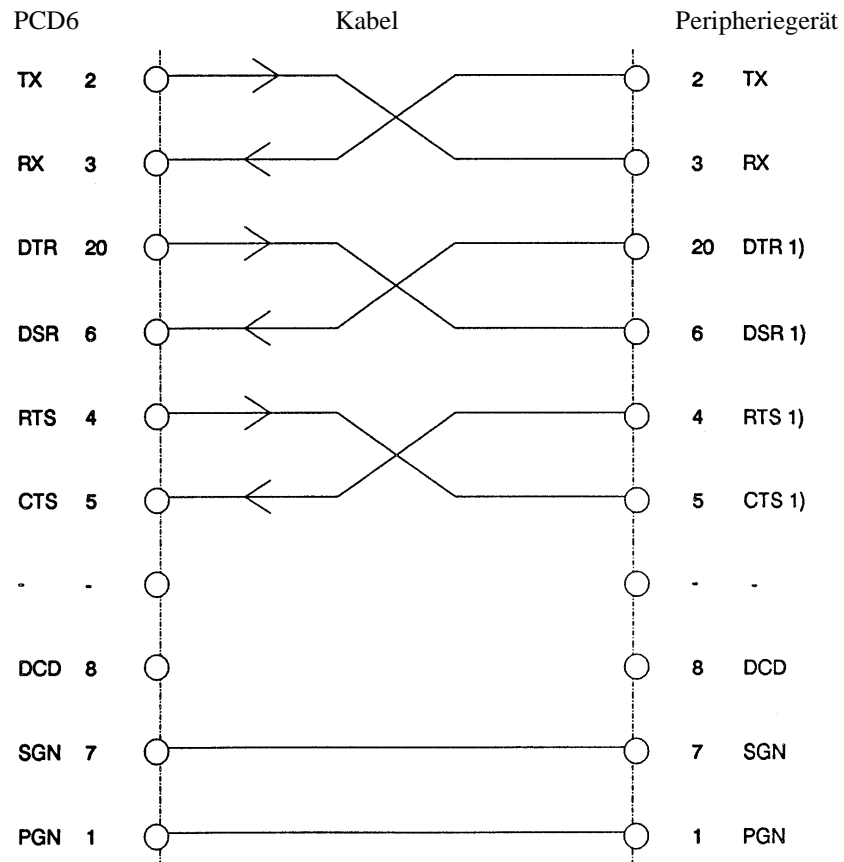 PCD6 Kabel Peripheriegerät
TX 2 2 TX
RX 3 3 RX
DTR 20 20 DTR 1)
DSR 6 6 DSR 1)
RTS 4 4 RTS 1)
CTS 5 5 CTS 1)
- - - -
DCD 8 8 DCD
SGN 7 7 SGN
PGN 1 1 PGN